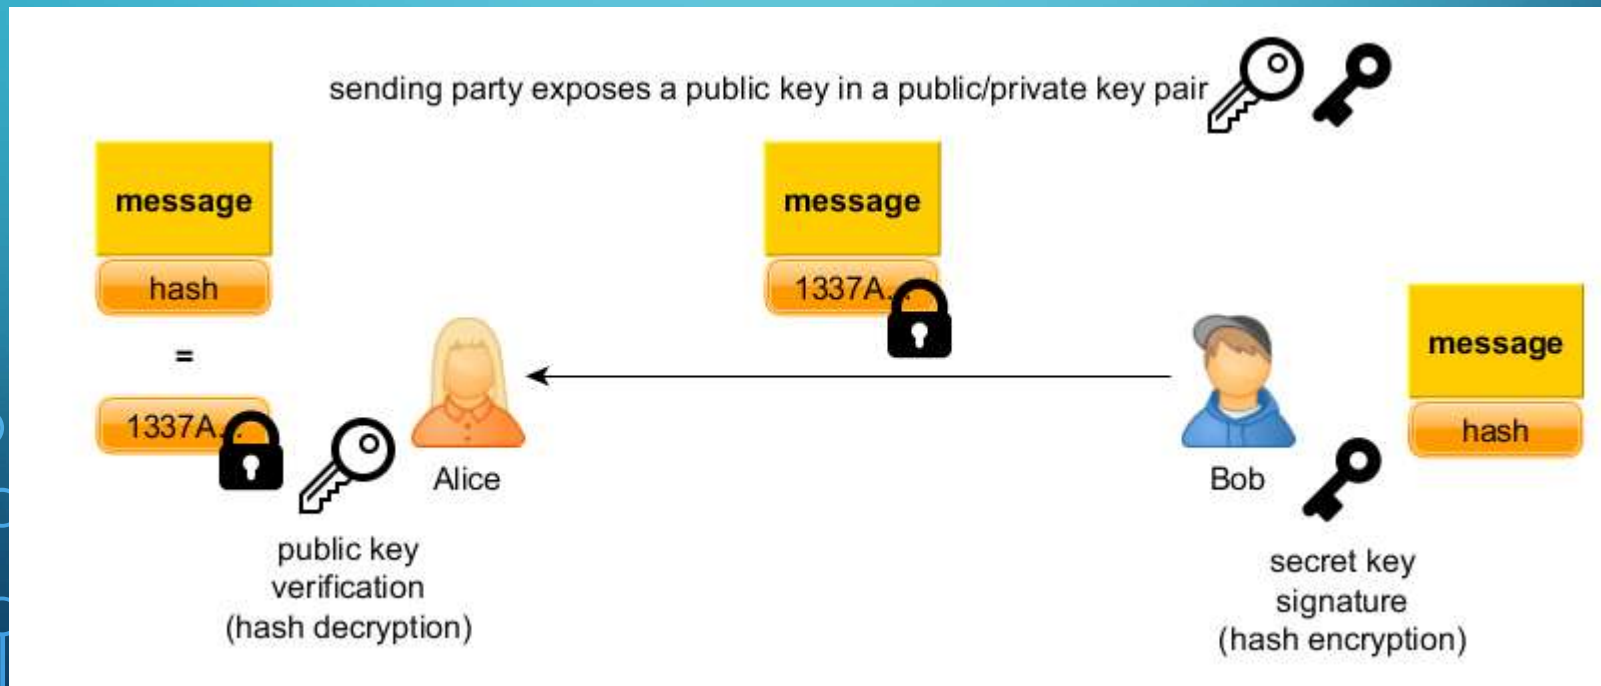 sending party exposes a public key in a public/private key pair
message
hash
=
1337A...
public key
verification
(hash decryption)
Alice
message
1337A...
Bob
message
hash
secret key
signature
(hash encryption)